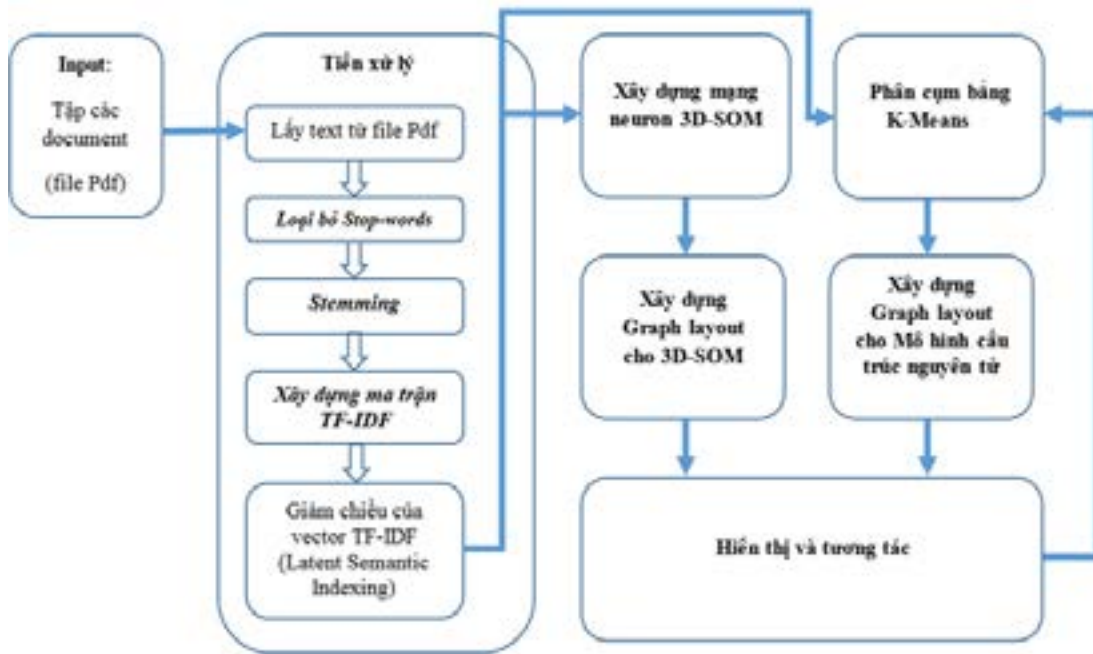 Input:
Tập các
document
(file Pdf)
Tiền xử lý
Lấy text từ file Pdf
Loại bỏ Stop-words
Stemming
Xây dựng ma trận
TF-IDF
Giảm chiều của
vector TF-IDF
(Latent Semantic
Indexing)
Xây dựng mạng
neuron 3D-SOM
Xây dựng
Graph layout
cho 3D-SOM
Phân cụm bằng
K-Means
Xây dựng
Graph layout
cho Mô hình cấu
trúc nguyên tử
Hiển thị và tương tác